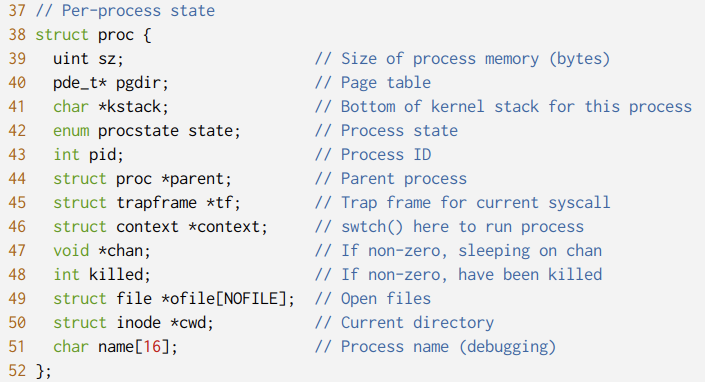 37 // Per-process state
38 struct proc {
39   uint sz;                     // Size of process memory (bytes)
40   pde_t* pgdir;                // Page table
41   char *kstack;                // Bottom of kernel stack for this process
42   enum procstate state;        // Process state
43   int pid;                     // Process ID
44   struct proc *parent;         // Parent process
45   struct trapframe *tf;        // Trap frame for current syscall
46   struct context *context;     // swtch() here to run process
47   void *chan;                  // If non-zero, sleeping on chan
48   int killed;                  // If non-zero, have been killed
49   struct file *ofile[NOFILE];  // Open files
50   struct inode *cwd;           // Current directory
51   char name[16];               // Process name (debugging)
52 };